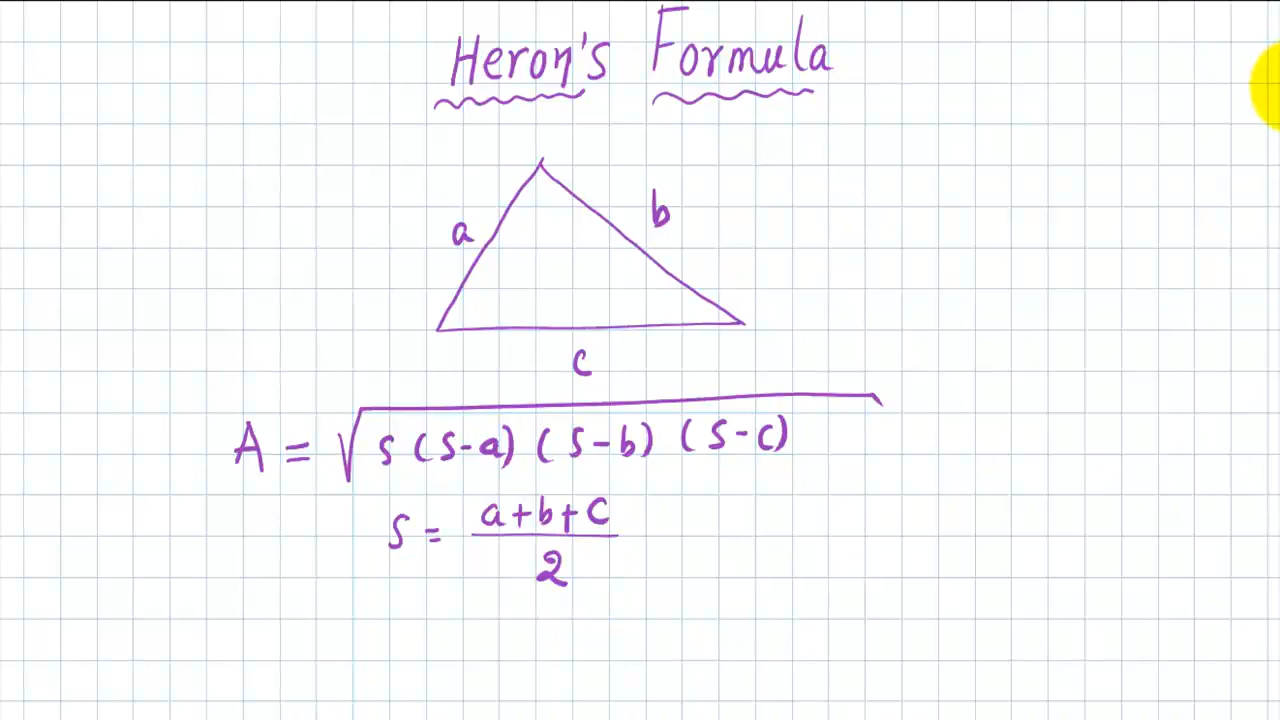 Heron's Formula
a
b
c
A = √s(s-a)(s-b)(s-c)
s = a+b+c
2